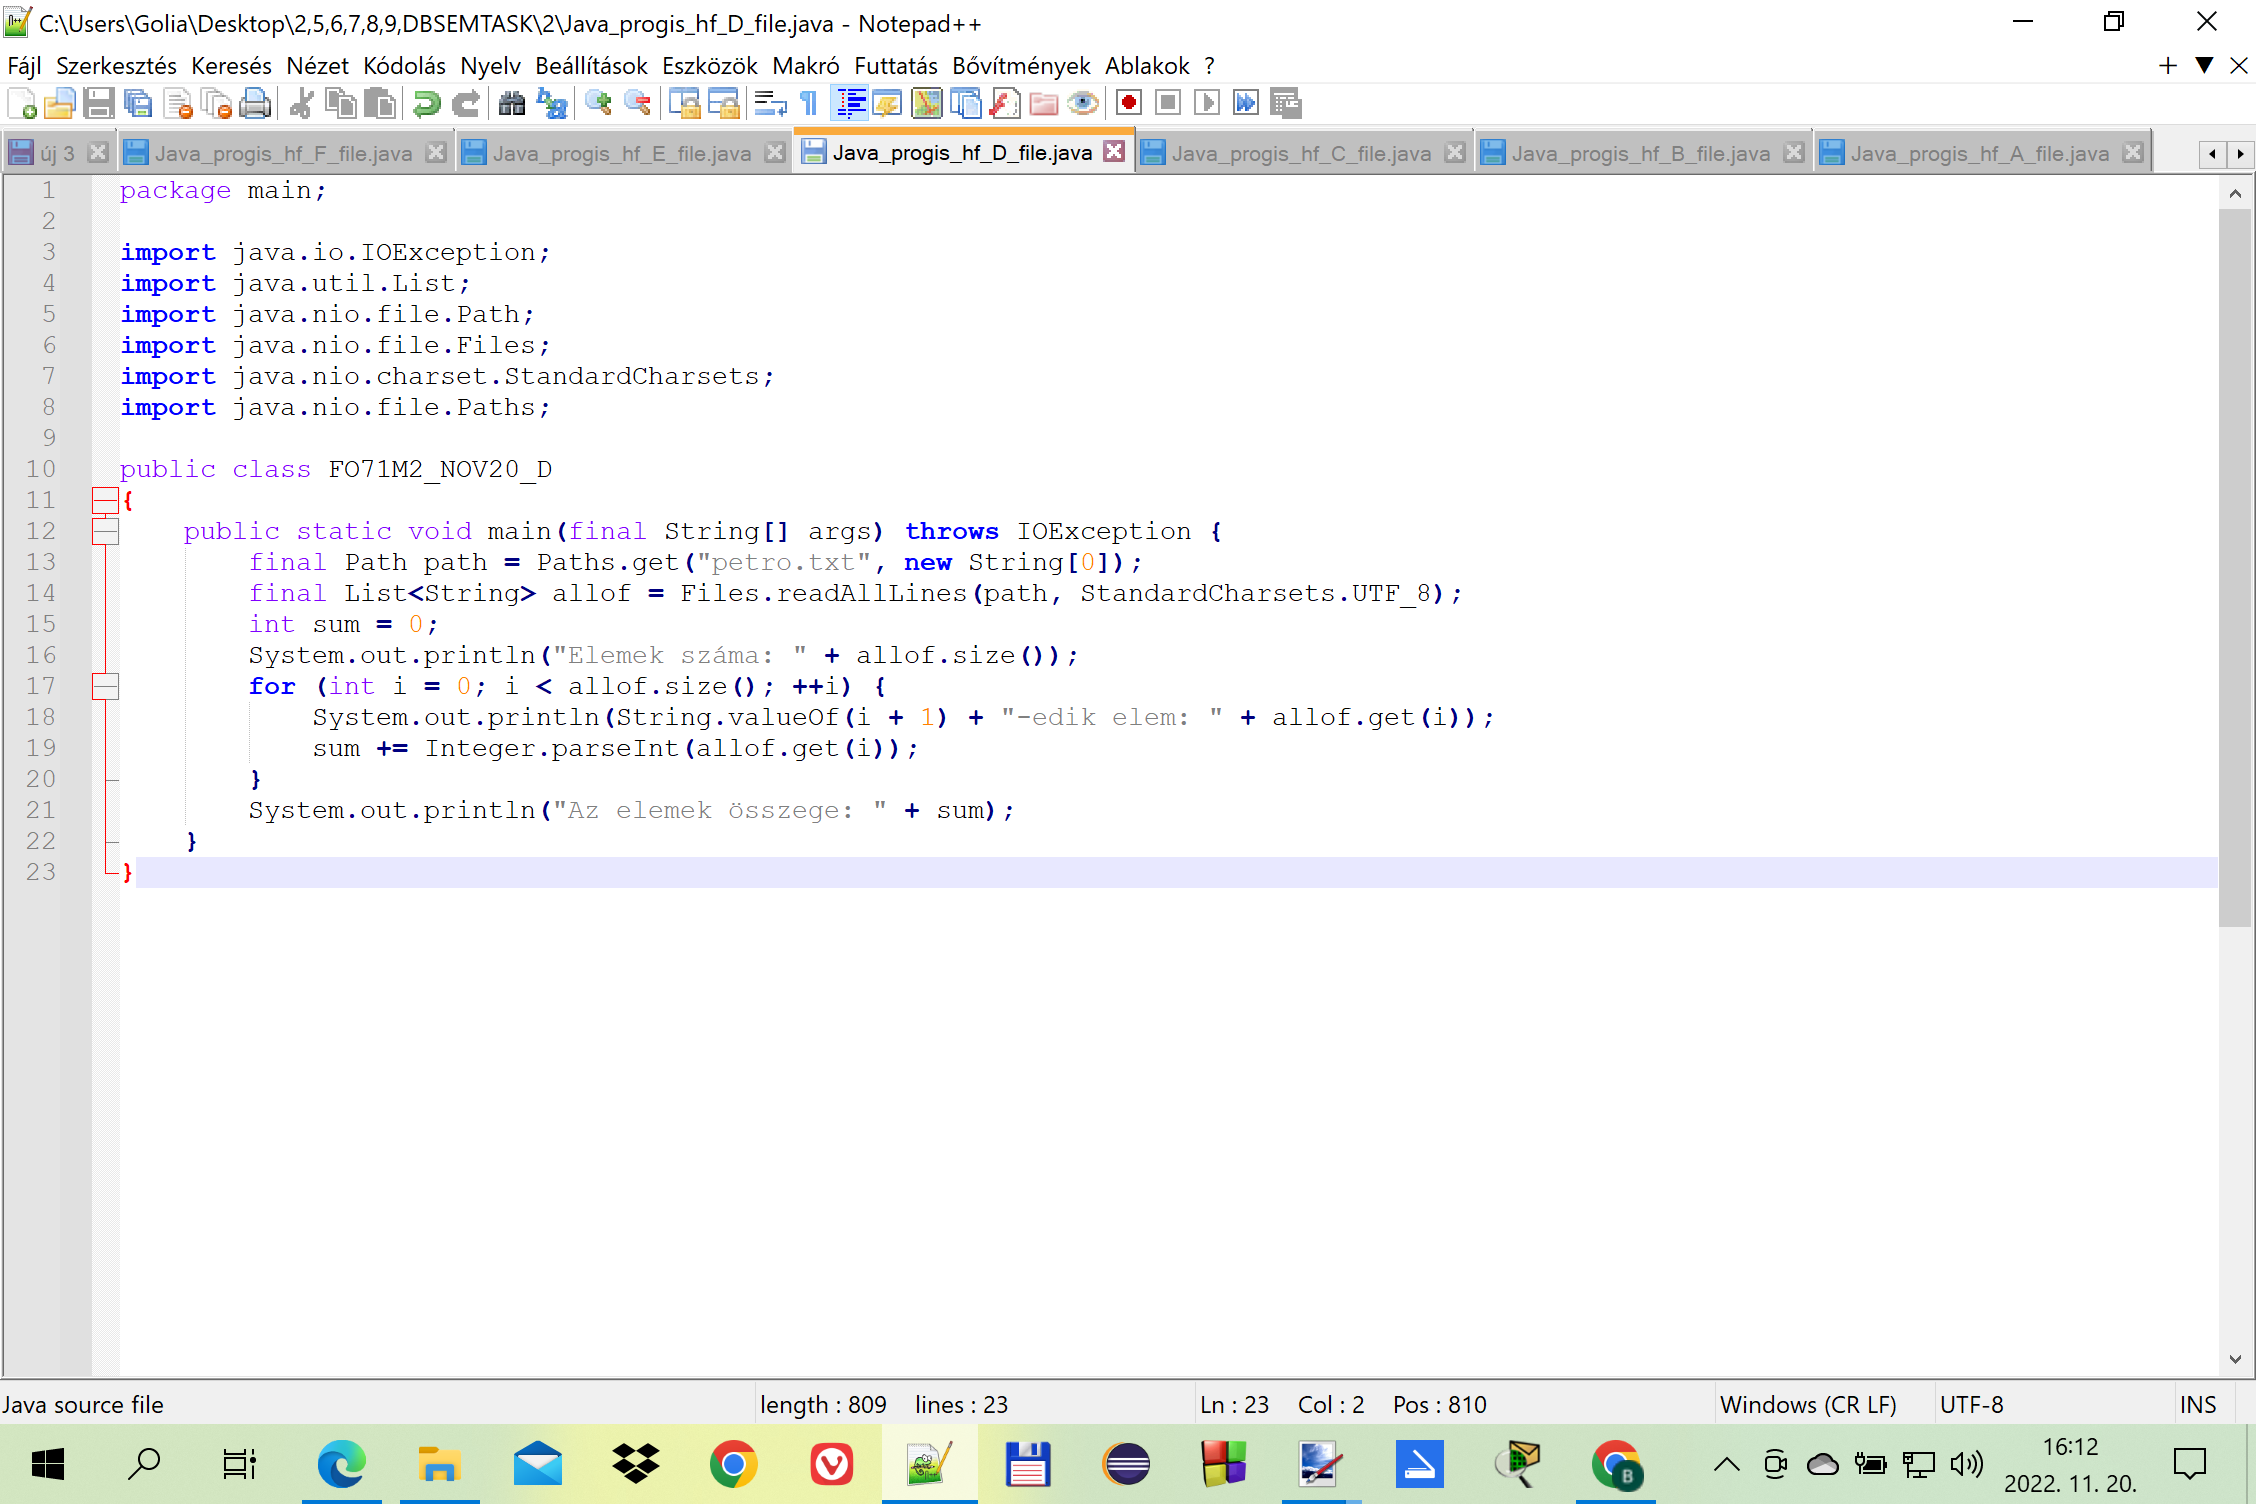 C:\Users\Golia\Desktop\2,5,6,7,8,9,DBSEMTASK\2\Java_progis_hf_D_file.java - Notepad++
Fájl Szerkesztés Keresés Nézet Kódolás Nyelv Beállítások Eszközök Makró Futtatás Bővítmények Ablakok ?
új 3 Java_progis_hf_F_file.java Java_progis_hf_E_file.java Java_progis_hf_D_file.java Java_progis_hf_C_file.java Java_progis_hf_B_file.java Java_progis_hf_A_file.java
1 package main;
2
3 import java.io.IOException;
4 import java.util.List;
5 import java.nio.file.Path;
6 import java.nio.file.Files;
7 import java.nio.charset.StandardCharsets;
8 import java.nio.file.Paths;
9
10 public class FO71M2_NOV20_D
11 {
12     public static void main(final String[] args) throws IOException {
13         final Path path = Paths.get("petro.txt", new String[0]);
14         final List<String> allof = Files.readAllLines(path, StandardCharsets.UTF_8);
15         int sum = 0;
16         System.out.println("Elemek száma: " + allof.size());
17         for (int i = 0; i < allof.size(); ++i) {
18             System.out.println(String.valueOf(i + 1) + "-edik elem: " + allof.get(i));
19             sum += Integer.parseInt(allof.get(i));
20         }
21         System.out.println("Az elemek összege: " + sum);
22     }
23 }
Java source file length : 809 lines : 23 Ln : 23 Col : 2 Pos : 810 Windows (CR LF) UTF-8 INS
16:12
2022. 11. 20.